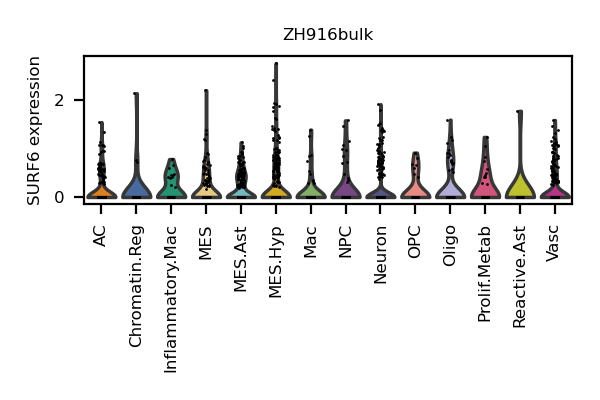 ZH916bulk
SURF6 expression
2
0
AC
Chromatin.Reg
Inflammatory.Mac
MES
MES.Ast
MES.Hyp
Mac
NPC
Neuron
OPC
Oligo
Prolif.Metab
Reactive.Ast
Vasc